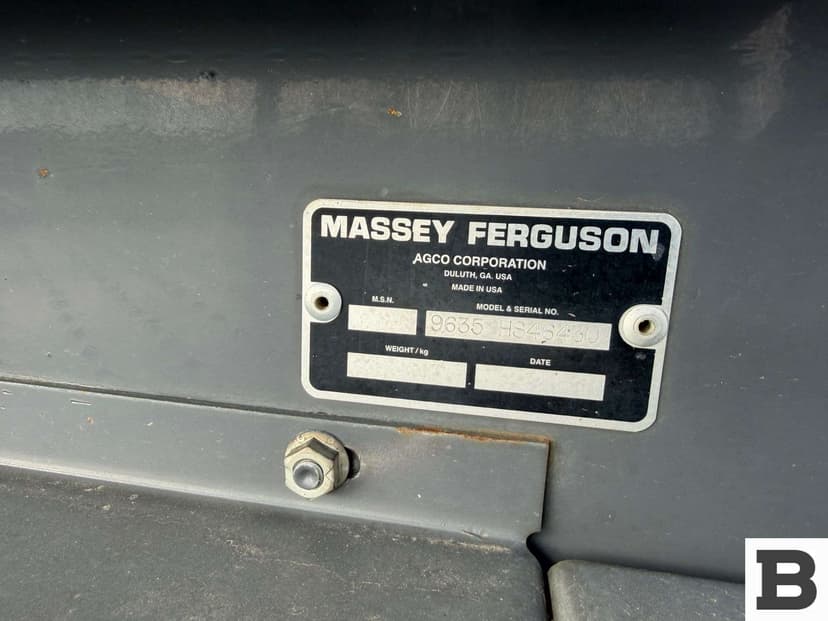 MASSEY FERGUSON
AGCO CORPORATION
DULUTH, GA. USA
MADE IN USA
M.S.N.
MODEL & SERIAL NO.
9635
WEIGHT / kg
DATE
B